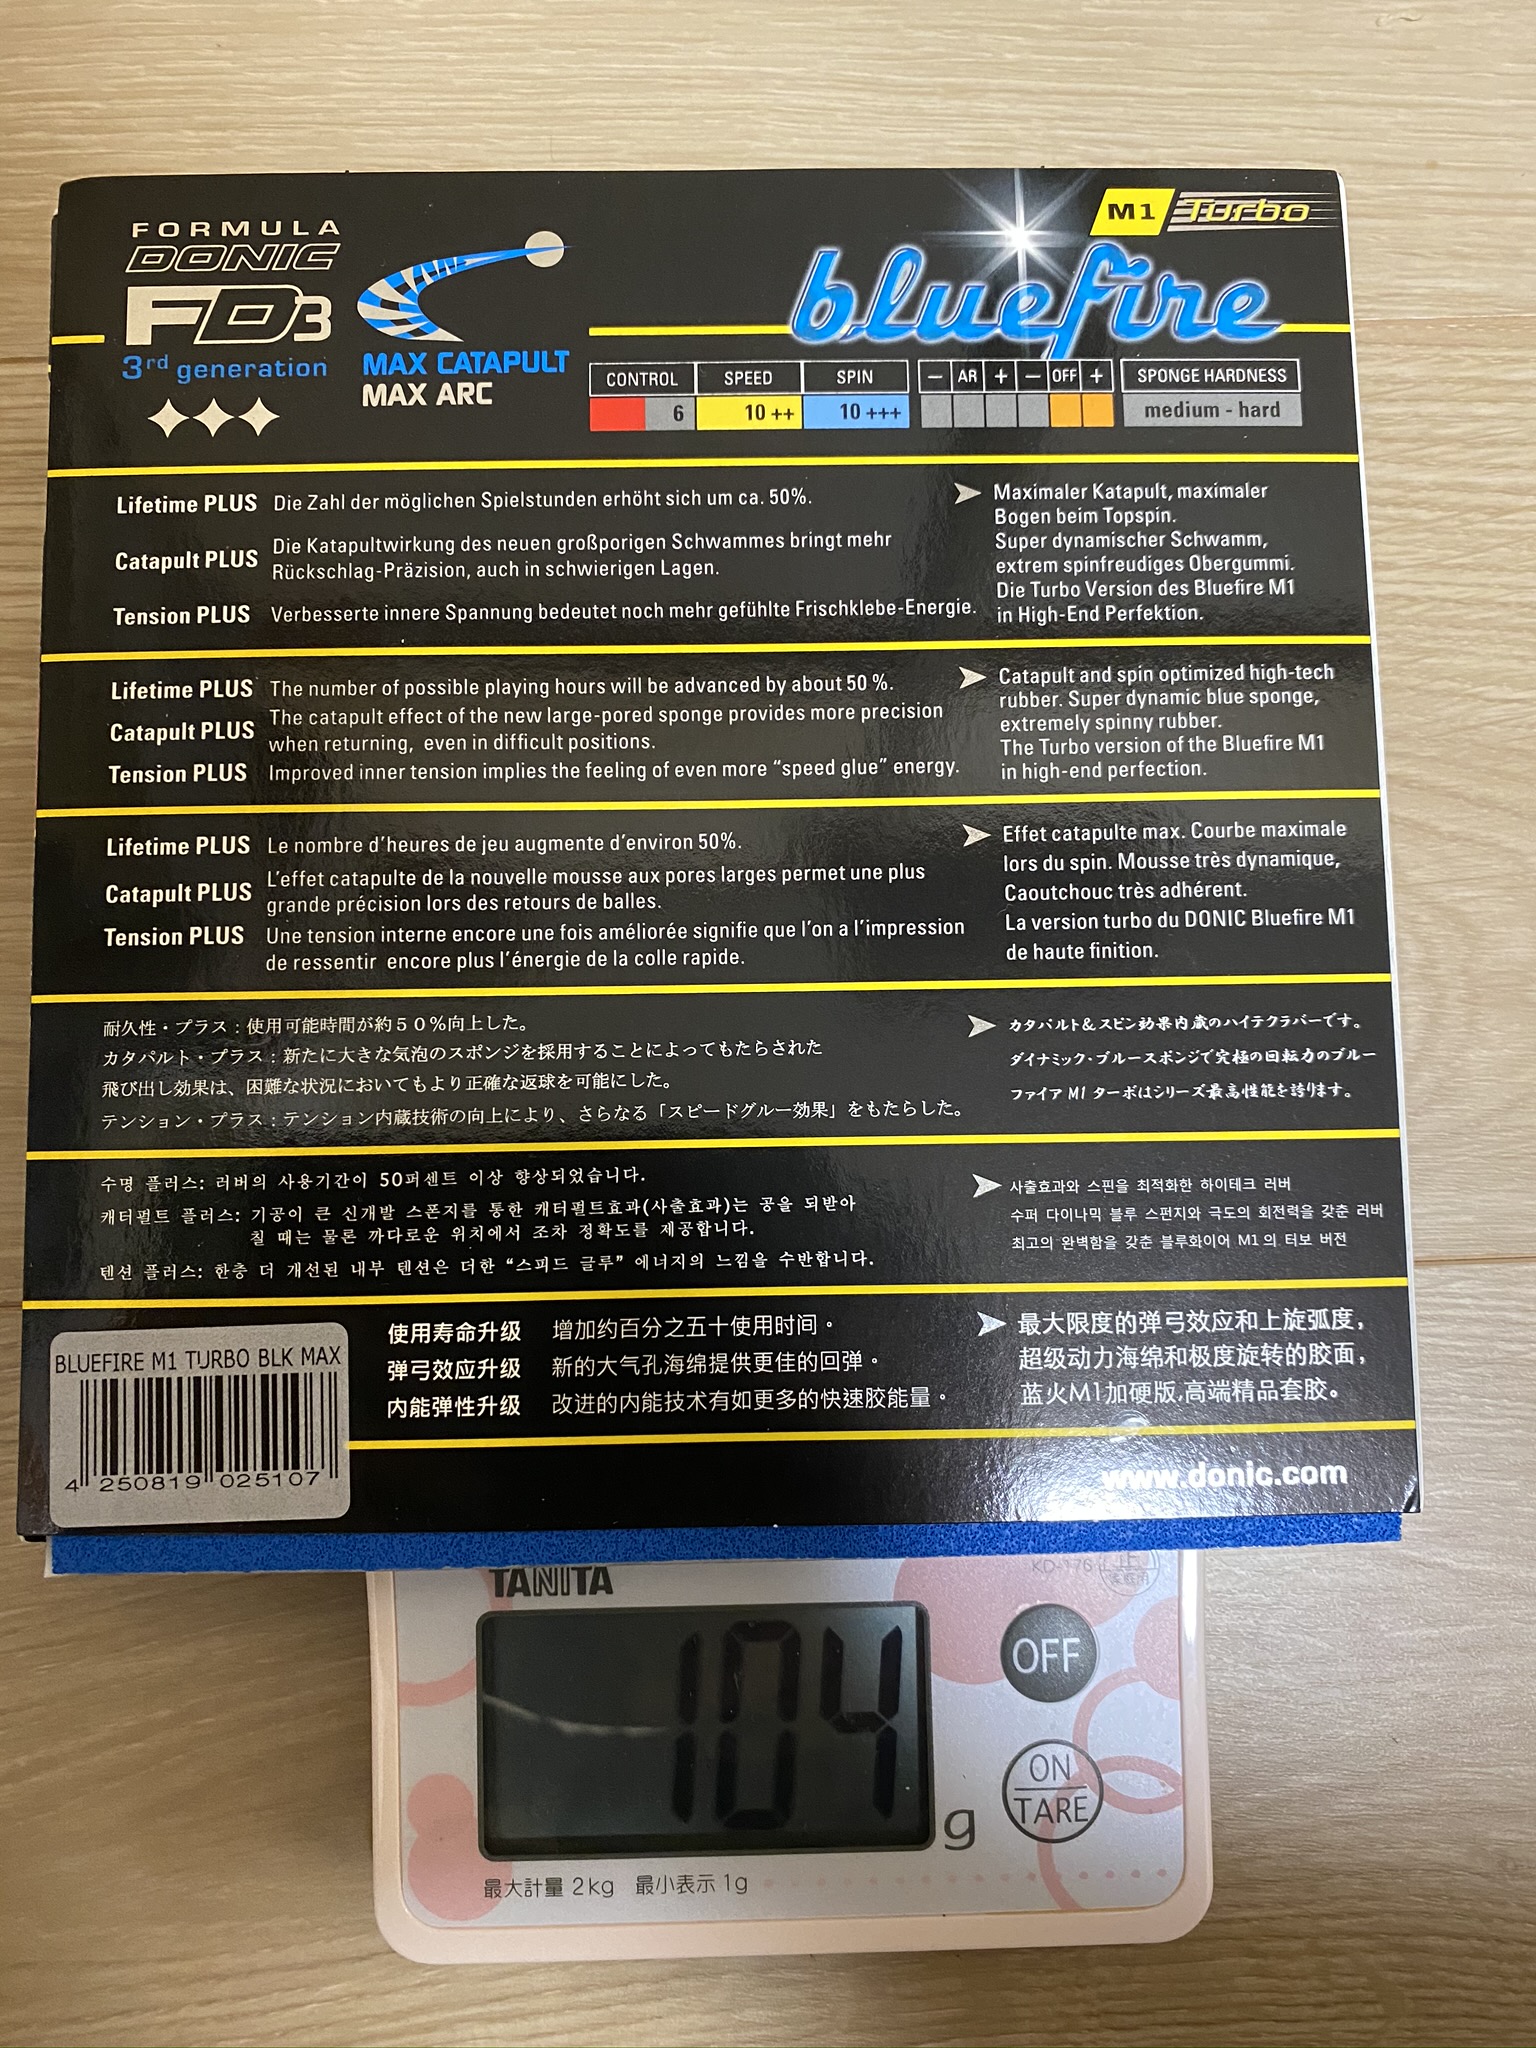 M1 Turbo
FORMULA
DONIC
FD3
3rd generation
MAX CATAPULT
MAX ARC
bluefire
CONTROL SPEED SPIN − AR + − OFF + SPONGE HARDNESS
6 10 ++ 10 +++ medium - hard
Lifetime PLUS Die Zahl der möglichen Spielstunden erhöht sich um ca. 50%.
Catapult PLUS Die Katapultwirkung des neuen großporigen Schwammes bringt mehr
Rückschlag-Präzision, auch in schwierigen Lagen.
Tension PLUS Verbesserte innere Spannung bedeutet noch mehr gefühlte Frischklebe-Energie.
Maximaler Katapult, maximaler
Bogen beim Topspin.
Super dynamischer Schwamm,
extrem spinfreudiges Obergummi.
Die Turbo Version des Bluefire M1
in High-End Perfektion.
Lifetime PLUS The number of possible playing hours will be advanced by about 50 %.
Catapult PLUS The catapult effect of the new large-pored sponge provides more precision
when returning, even in difficult positions.
Tension PLUS Improved inner tension implies the feeling of even more “speed glue” energy.
Catapult and spin optimized high-tech
rubber. Super dynamic blue sponge,
extremely spinny rubber.
The Turbo version of the Bluefire M1
in high-end perfection.
Lifetime PLUS Le nombre d'heures de jeu augmente d'environ 50%.
Catapult PLUS L'effet catapulte de la nouvelle mousse aux pores larges permet une plus
grande précision lors des retours de balles.
Tension PLUS Une tension interne encore une fois améliorée signifie que l'on a l'impression
de ressentir encore plus l'énergie de la colle rapide.
Effet catapulte max. Courbe maximale
lors du spin. Mousse très dynamique,
Caoutchouc très adhérent.
La version turbo du DONIC Bluefire M1
de haute finition.
耐久性・プラス：使用可能時間が約５０％向上した。
カタパルト・プラス：新たに大きな気泡のスポンジを採用することによってもたらされた
飛び出し効果は、困難な状況においてもより正確な返球を可能にした。
テンション・プラス：テンション内蔵技術の向上により、さらなる「スピードグルー効果」をもたらした。
カタパルト＆スピン効果内蔵のハイテクラバーです。
ダイナミック・ブルースポンジで究極の回転力のブルー
ファイア M1 ターボはシリーズ最高性能を誇ります。
수명 플러스: 러버의 사용기간이 50퍼센트 이상 향상되었습니다.
캐터펄트 플러스: 기공이 큰 신개발 스폰지를 통한 캐터펄트효과(사출효과)는 공을 되받아
칠 때는 물론 까다로운 위치에서 조차 정확도를 제공합니다.
텐션 플러스: 한층 더 개선된 내부 텐션은 더한 “스피드 글루” 에너지의 느낌을 수반합니다.
사출효과와 스핀을 최적화한 하이테크 러버
수퍼 다이나믹 블루 스펀지와 극도의 회전력을 갖춘 러버
최고의 완벽함을 갖춘 블루화이어 M1 의 터보 버전
使用寿命升级 增加约百分之五十使用时间。
弹弓效应升级 新的大气孔海绵提供更佳的回弹。
内能弹性升级 改进的内能技术有如更多的快速胶能量。
最大限度的弹弓效应和上旋弧度，
超级动力海绵和极度旋转的胶面，
蓝火M1加硬版,高端精品套胶。
BLUEFIRE M1 TURBO BLK MAX
4 250819 025107
www.donic.com
TANITA
KD-176
正
OFF
104 g
ON
TARE
最大計量 2kg 最小表示 1g